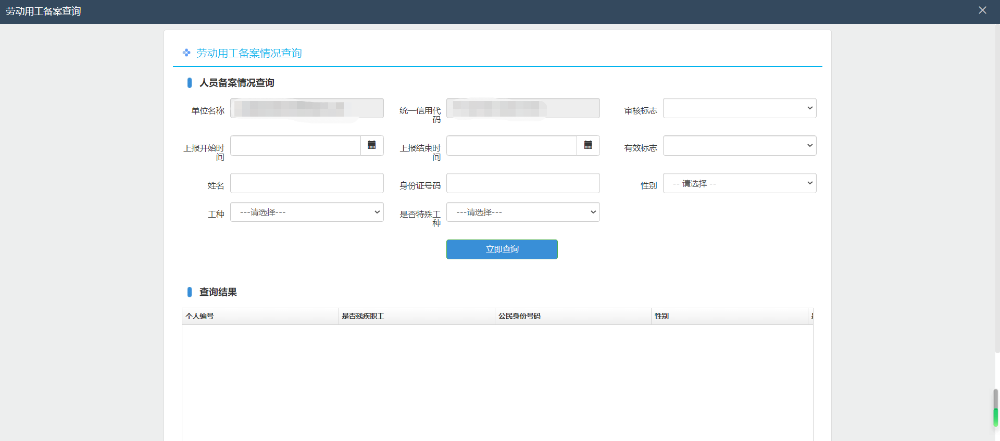 劳动用工备案查询
劳动用工备案情况查询
人员备案情况查询
单位名称
统一信用代
码
审核标志
上报开始时
间
上报结束时
间
有效标志
姓名
身份证号码
性别
-- 请选择 --
工种
---请选择---
是否特殊工
种
---请选择---
立即查询
查询结果
个人编号
是否残疾职工
公民身份号码
性别